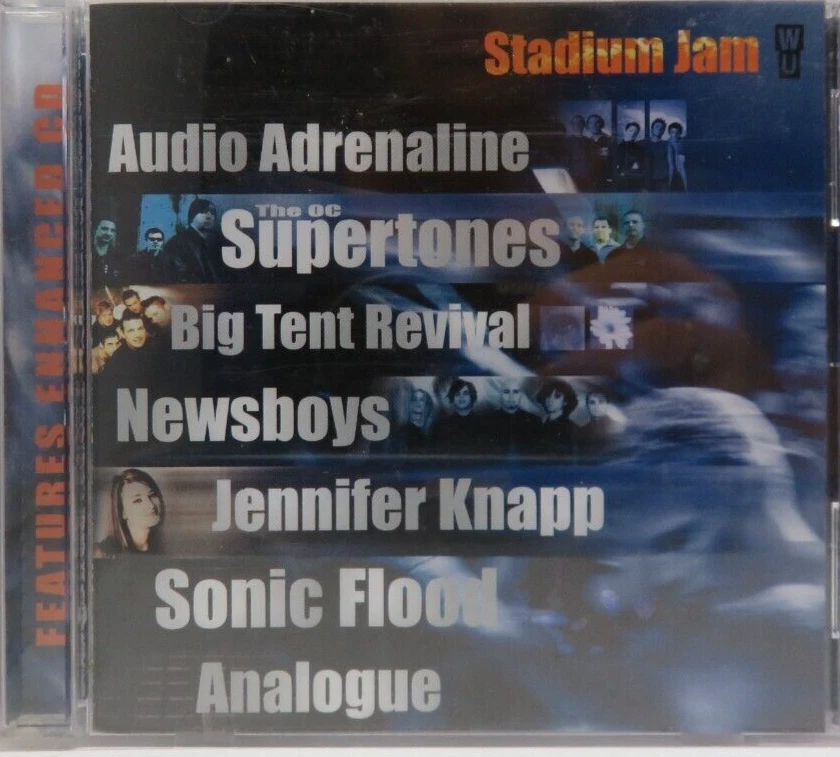 Stadium Jam WU
Audio Adrenaline
The OC
Supertones
Big Tent Revival
Newsboys
Jennifer Knapp
Sonic Flood
Analogue
FEATURES ENHANCED CD